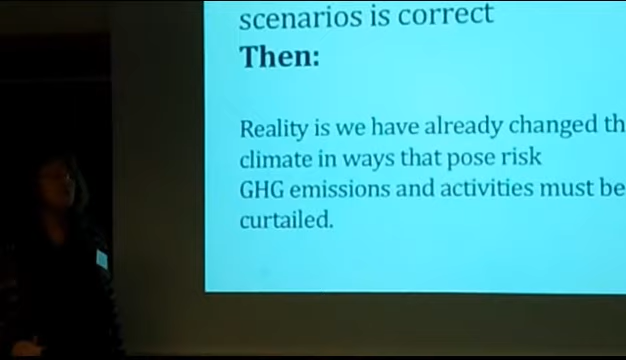 scenarios is correct
Then:
Reality is we have already changed th
climate in ways that pose risk
GHG emissions and activities must be
curtailed.